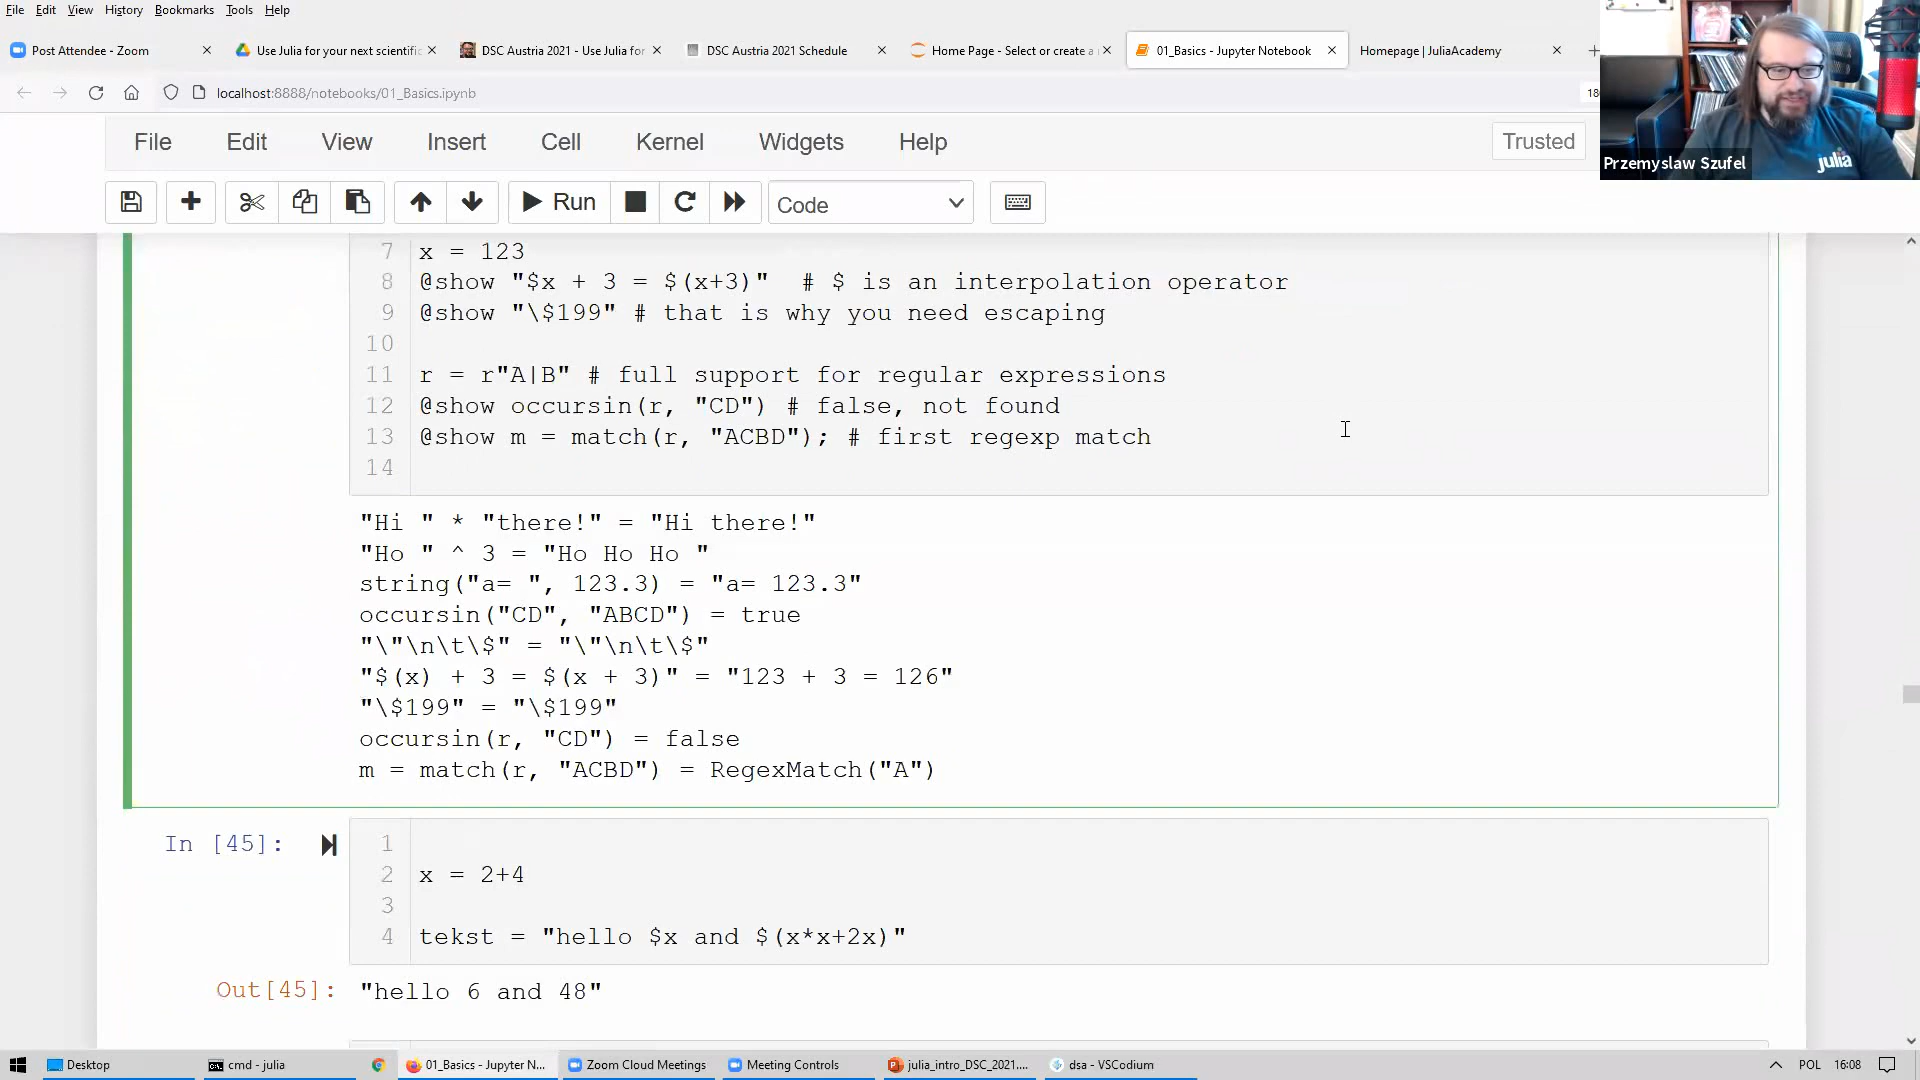 File Edit View History Bookmarks Tools Help
Post Attendee - Zoom
Use Julia for your next scientific
DSC Austria 2021 - Use Julia for
DSC Austria 2021 Schedule
Home Page - Select or create a
01_Basics - Jupyter Notebook
Homepage | JuliaAcademy
localhost:8888/notebooks/01_Basics.ipynb
julia
Przemyslaw Szufel
File Edit View Insert Cell Kernel Widgets Help Trusted
Run Code
7 x = 123
8 @show "$x + 3 = $(x+3)"  # $ is an interpolation operator
9 @show "\$199" # that is why you need escaping
10
11 r = r"A|B" # full support for regular expressions
12 @show occursin(r, "CD") # false, not found
13 @show m = match(r, "ACBD"); # first regexp match
14
"Hi " * "there!" = "Hi there!"
"Ho " ^ 3 = "Ho Ho Ho "
string("a= ", 123.3) = "a= 123.3"
occursin("CD", "ABCD") = true
"\"\n\t\$" = "\"\n\t\$"
"$(x) + 3 = $(x + 3)" = "123 + 3 = 126"
"\$199" = "\$199"
occursin(r, "CD") = false
m = match(r, "ACBD") = RegexMatch("A")
In [45]:
1
2 x = 2+4
3
4 tekst = "hello $x and $(x*x+2x)"
Out[45]: "hello 6 and 48"
Desktop
cmd - julia
01_Basics - Jupyter N...
Zoom Cloud Meetings
Meeting Controls
julia_intro_DSC_2021....
dsa - VSCodium
POL 16:08